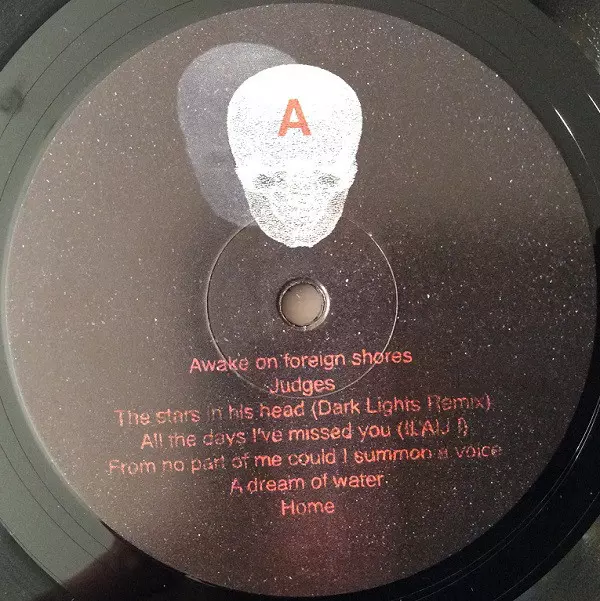 A
Awake on foreign shores
Judges
The stars in his head (Dark Lights Remix)
All the days I've missed you (ILAIJ I)
From no part of me could I summon a voice
A dream of water
Home